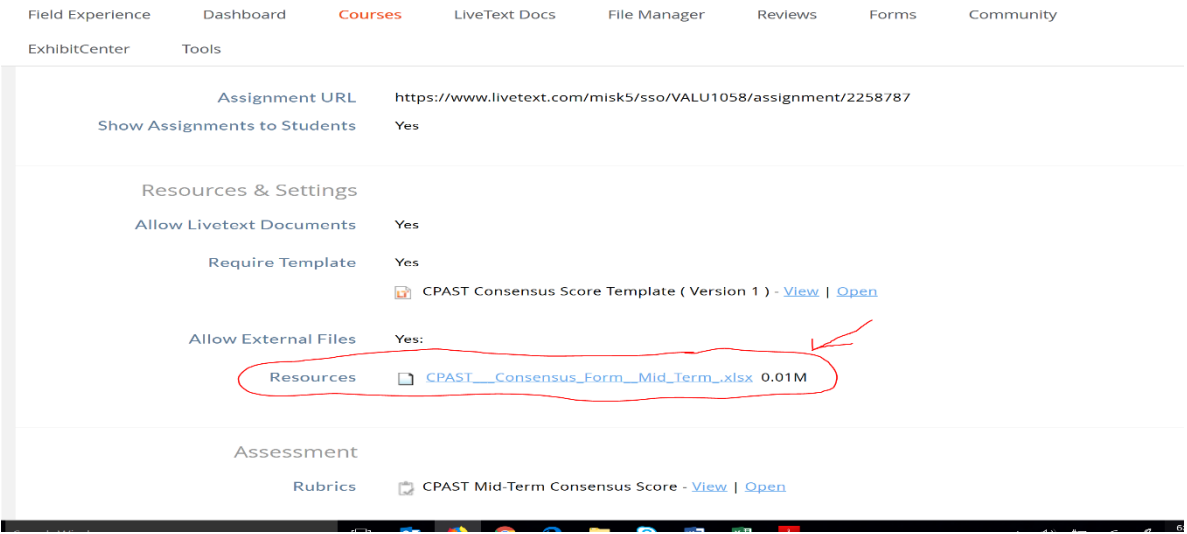 Field Experience Dashboard Courses LiveText Docs File Manager Reviews Forms Community
ExhibitCenter Tools
Assignment URL https://www.livetext.com/misk5/sso/VALU1058/assignment/2258787
Show Assignments to Students Yes
Resources & Settings
Allow Livetext Documents Yes
Require Template Yes
CPAST Consensus Score Template ( Version 1 ) - View | Open
Allow External Files Yes:
Resources CPAST___Consensus_Form__Mid_Term_.xlsx 0.01M
Assessment
Rubrics CPAST Mid-Term Consensus Score - View | Open